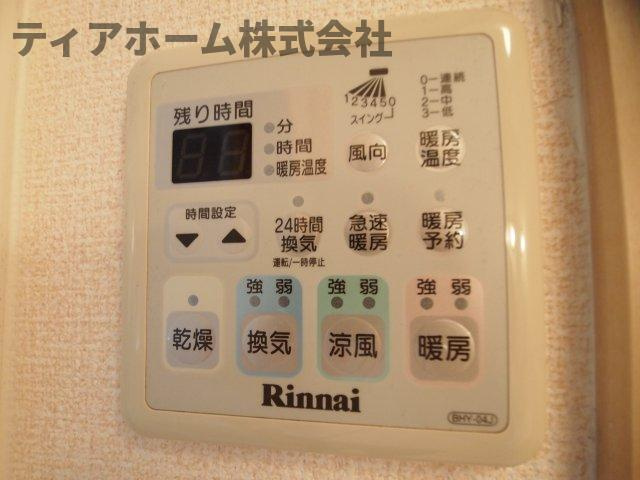 ティアホーム株式会社
残り時間
分
時間
暖房温度
123450
スイング
0ー連続
1ー高
2ー中
3ー低
風向
暖房
温度
時間設定
24時間
換気
運転/一時停止
急速
暖房
暖房
予約
強 弱
強 弱
強 弱
乾燥
換気
涼風
暖房
Rinnai
BHY-04J